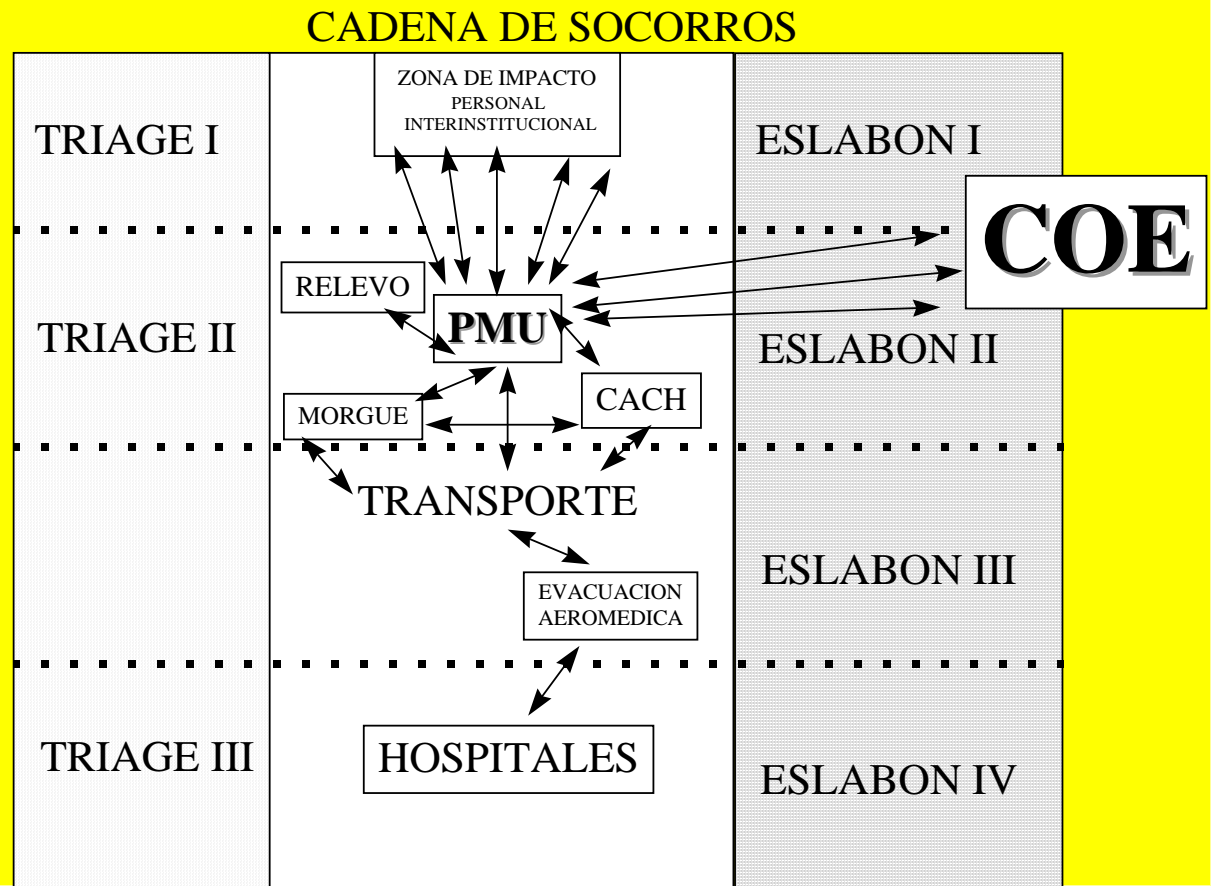 CADENA DE SOCORROS
ZONA DE IMPACTO
PERSONAL
INTERINSTITUCIONAL
TRIAGE I
ESLABON I
COE
RELEVO
PMU
TRIAGE II
ESLABON II
MORGUE
CACH
TRANSPORTE
ESLABON III
EVACUACION
AEROMEDICA
TRIAGE III
HOSPITALES
ESLABON IV